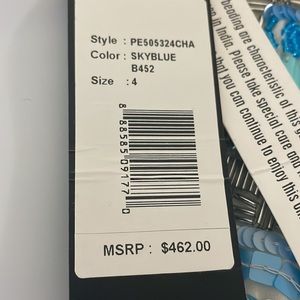 Style : PE505324CHA
Color : SKYBLUE
B452
Size : 4
MSRP : $462.00
beading are characteristic of this
in India. Please take special care and
that you can continue to enjoy this